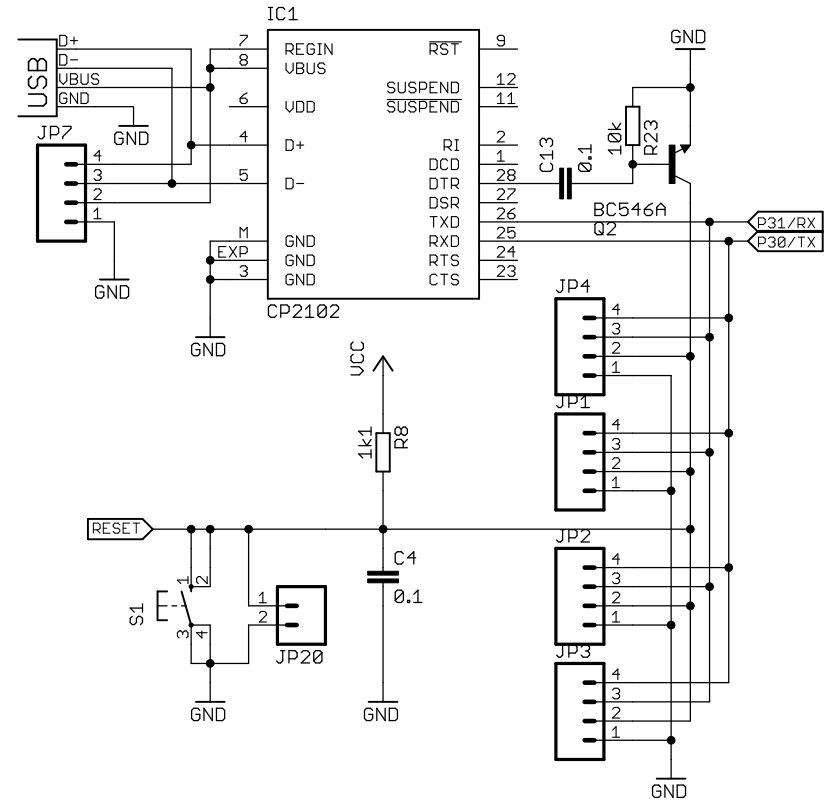 IC1
USB
D+
D-
VBUS
GND
GND
JP7
4
3
2
1
GND
7
8
6
4
5
M
EXP
3
GND
REGIN
VBUS
VDD
D+
D-
GND
GND
GND
RST
SUSPEND
SUSPEND
RI
DCD
DTR
DSR
TXD
RXD
RTS
CTS
9
12
11
2
1
28
27
26
25
24
23
CP2102
C13
0.1
10k
R23
GND
BC546A
Q2
P31/RX
P30/TX
JP4
4
3
2
1
JP1
4
3
2
1
VCC
1k1
R8
RESET
S1
1
2
3
4
GND
1
2
JP20
C4
0.1
GND
JP2
4
3
2
1
JP3
4
3
2
1
GND